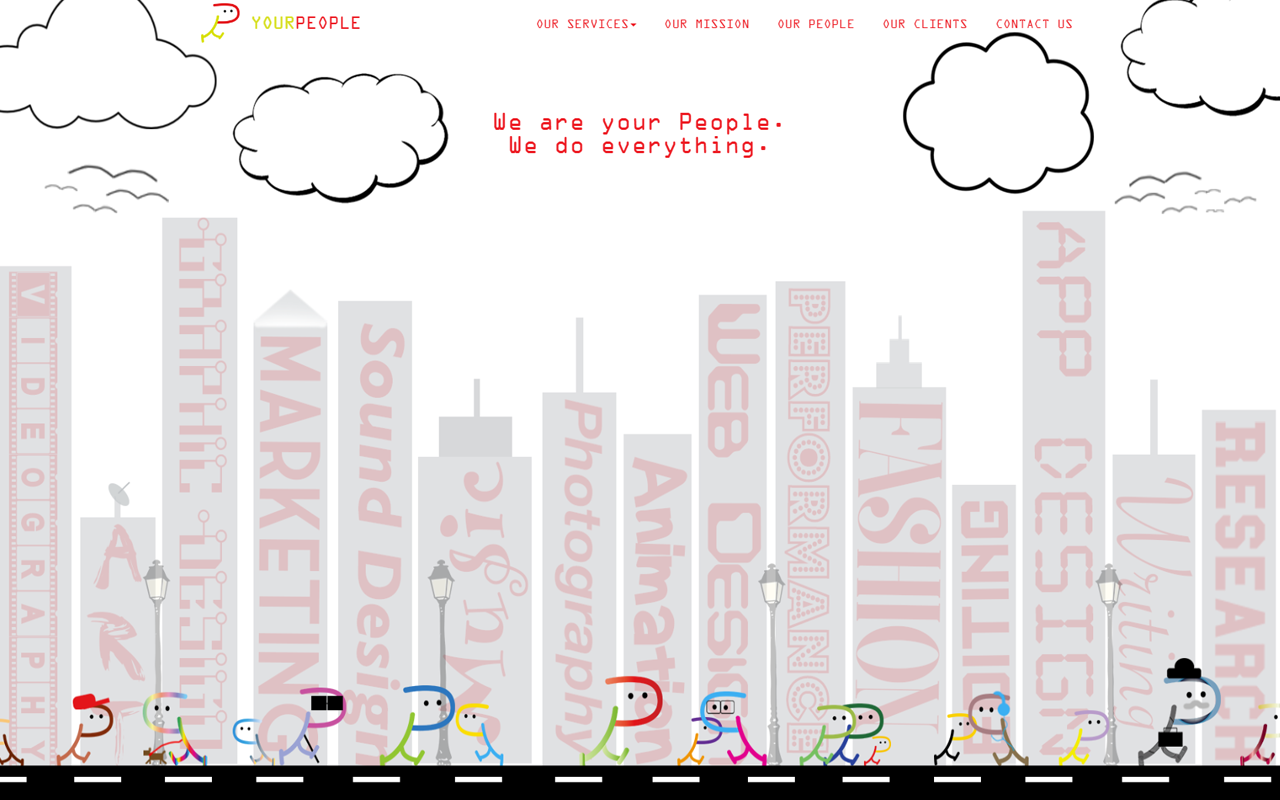 YOURPEOPLE
OUR SERVICES
OUR MISSION
OUR PEOPLE
OUR CLIENTS
CONTACT US
We are your People.
We do everything.
VIDEOGRAPHY
GRAPHIC DESIGN
MARKETING
Sound Design
Music
Photography
Animation
WEB DESIGN
PERFORMANCE
FASHION
EDITING
APP DESIGN
Writing
RESEARCH